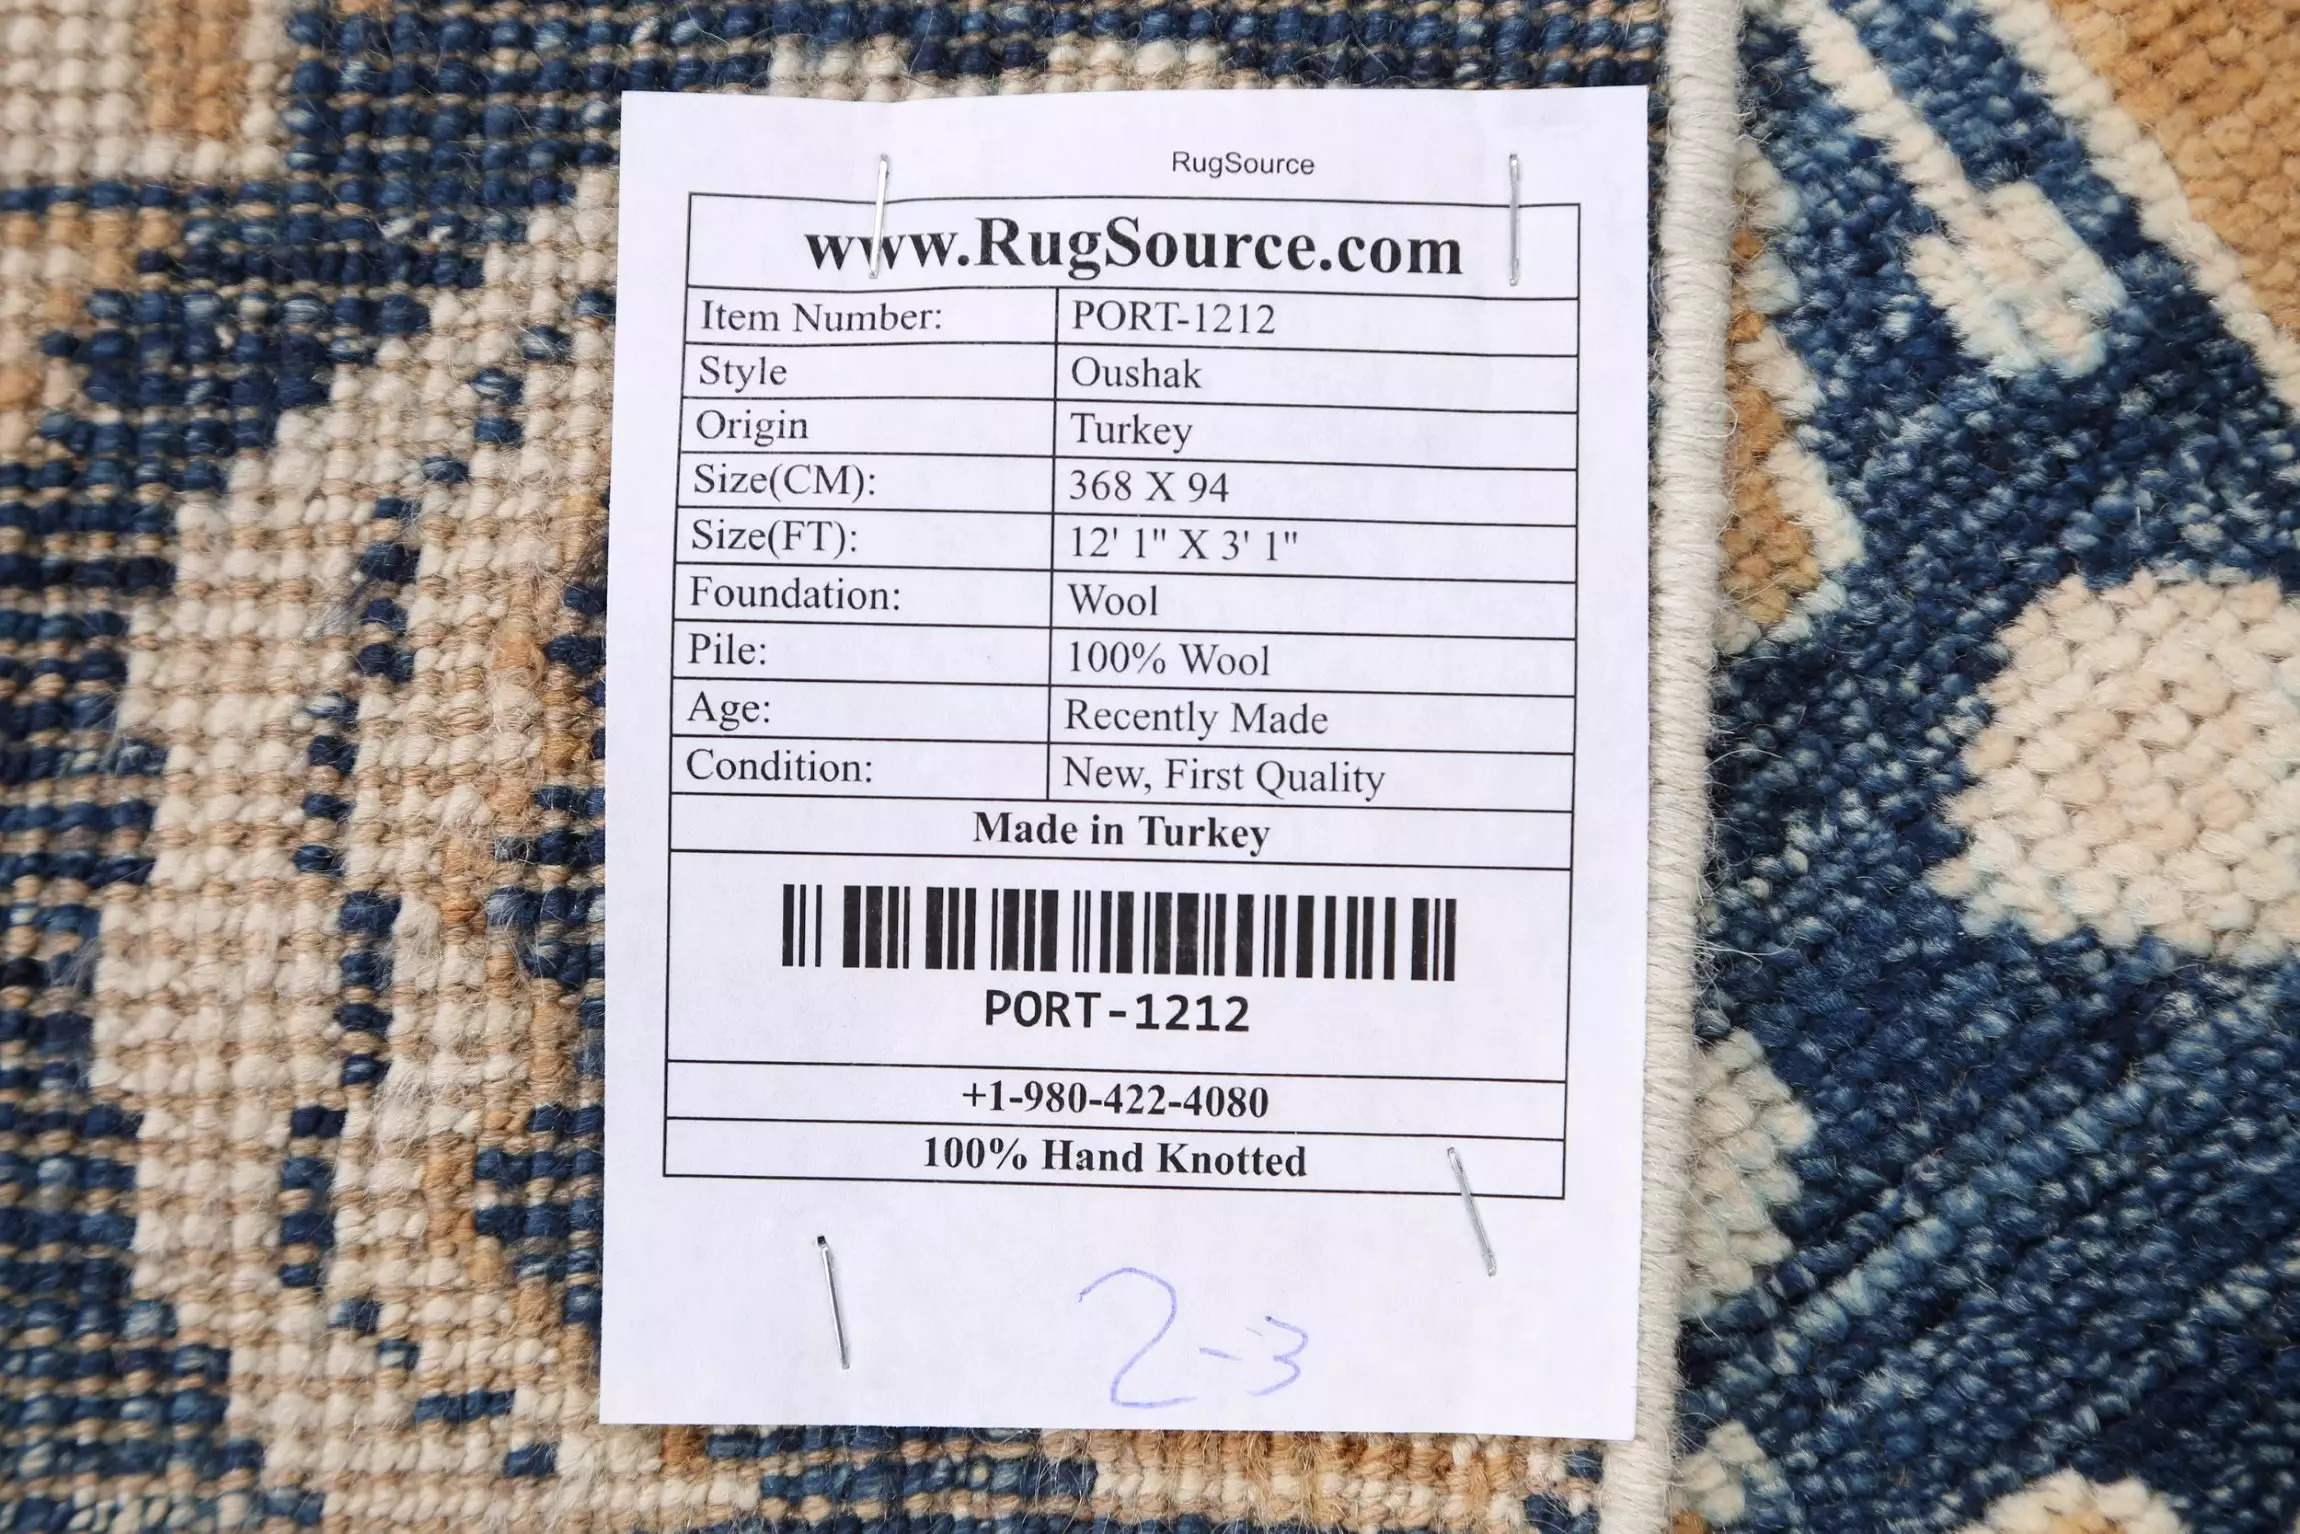 RugSource
www.RugSource.com
Item Number: PORT-1212
Style Oushak
Origin Turkey
Size(CM): 368 X 94
Size(FT): 12' 1" X 3' 1"
Foundation: Wool
Pile: 100% Wool
Age: Recently Made
Condition: New, First Quality
Made in Turkey
PORT-1212
+1-980-422-4080
100% Hand Knotted
2-3